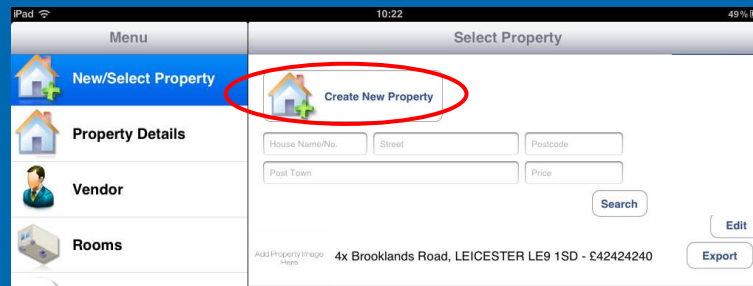 iPad 10:22 49%
Menu Select Property
New/Select Property
Create New Property
Property Details
House Name/No. Street Postcode
Post Town Price
Vendor
Search
Edit
Rooms
Add Property Image
Here
4x Brooklands Road, LEICESTER LE9 1SD - £42424240
Export